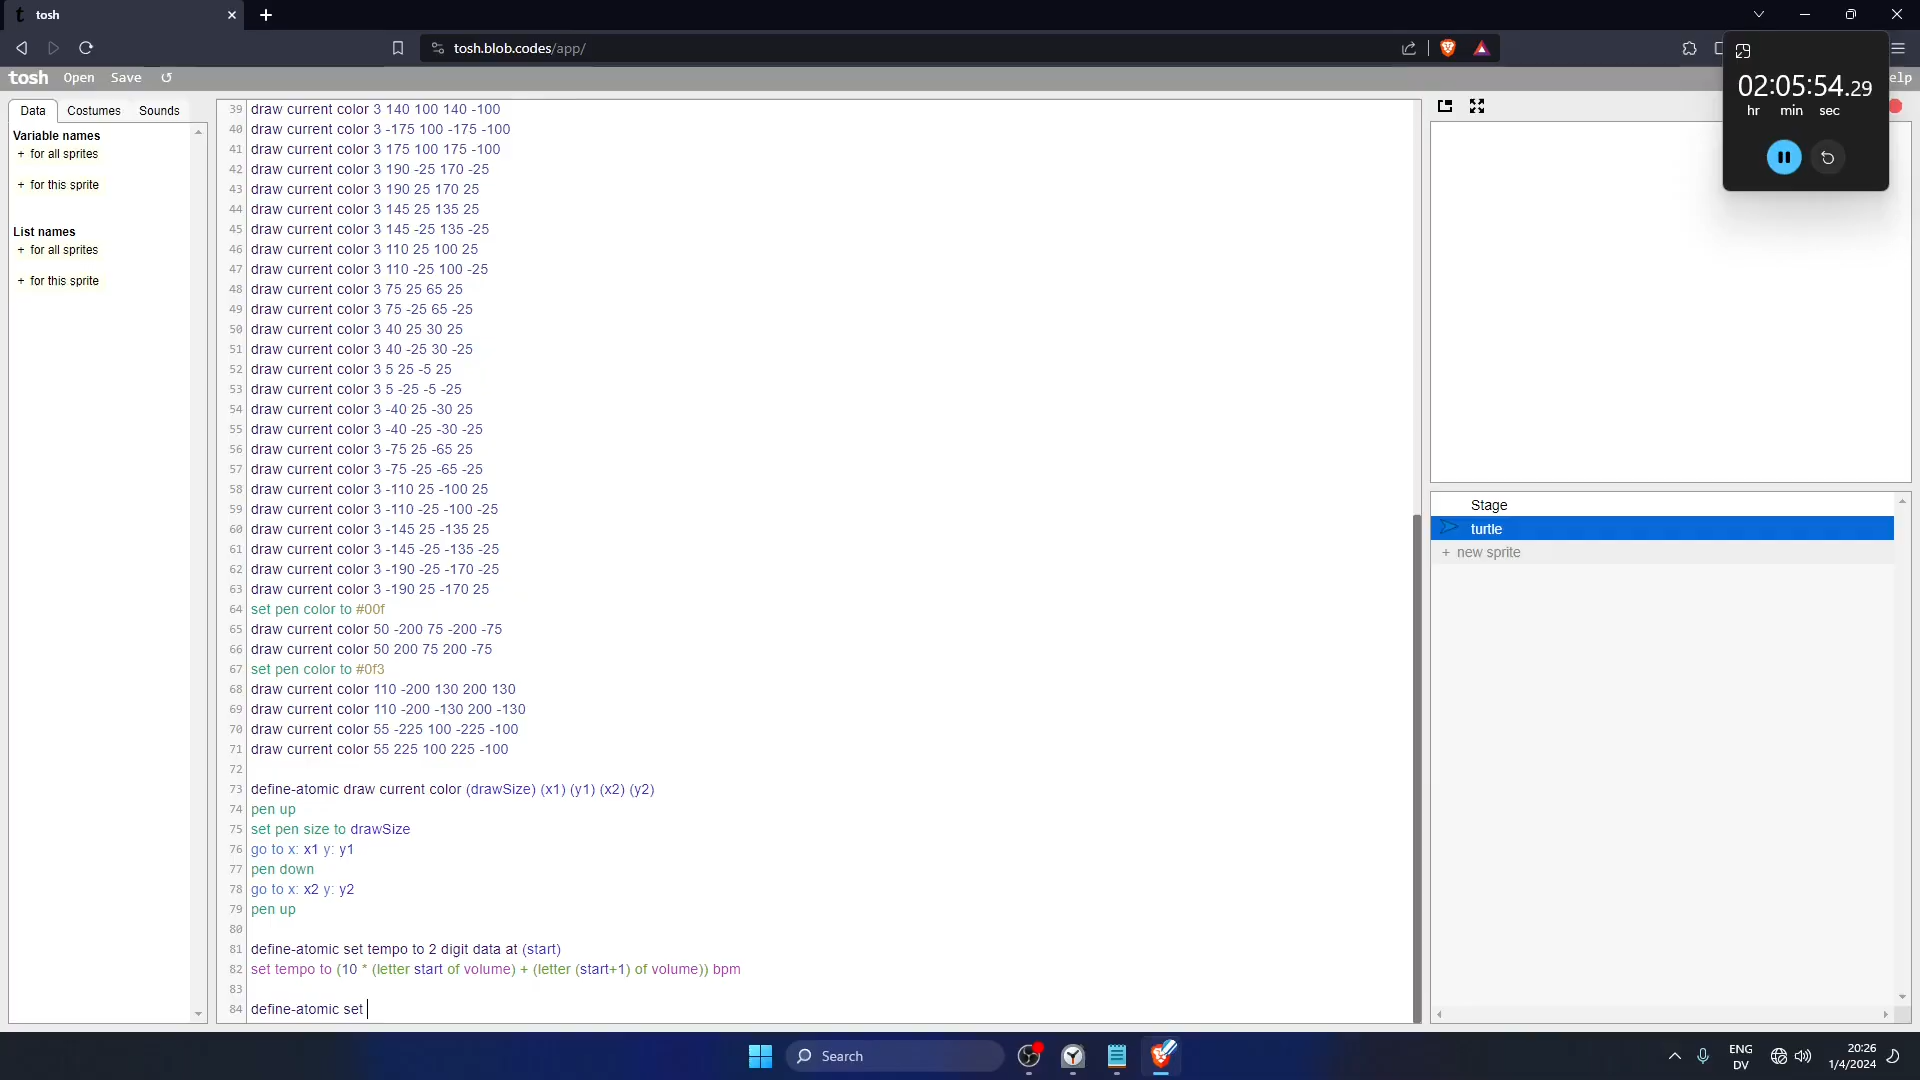 tosh
tosh.blob.codes/app/
tosh Open Save
elp
02:05:54.29
hr min sec
Data Costumes Sounds
Variable names
+ for all sprites
+ for this sprite
List names
+ for all sprites
+ for this sprite
39 draw current color 3 140 100 140 -100
40 draw current color 3 -175 100 -175 -100
41 draw current color 3 175 100 175 -100
42 draw current color 3 190 -25 170 -25
43 draw current color 3 190 25 170 25
44 draw current color 3 145 25 135 25
45 draw current color 3 145 -25 135 -25
46 draw current color 3 110 25 100 25
47 draw current color 3 110 -25 100 -25
48 draw current color 3 75 25 65 25
49 draw current color 3 75 -25 65 -25
50 draw current color 3 40 25 30 25
51 draw current color 3 40 -25 30 -25
52 draw current color 3 5 25 -5 25
53 draw current color 3 5 -25 -5 -25
54 draw current color 3 -40 25 -30 25
55 draw current color 3 -40 -25 -30 -25
56 draw current color 3 -75 25 -65 25
57 draw current color 3 -75 -25 -65 -25
58 draw current color 3 -110 25 -100 25
59 draw current color 3 -110 -25 -100 -25
60 draw current color 3 -145 25 -135 25
61 draw current color 3 -145 -25 -135 -25
62 draw current color 3 -190 -25 -170 -25
63 draw current color 3 -190 25 -170 25
64 set pen color to #00f
65 draw current color 50 -200 75 -200 -75
66 draw current color 50 200 75 200 -75
67 set pen color to #0f3
68 draw current color 110 -200 130 200 130
69 draw current color 110 -200 -130 200 -130
70 draw current color 55 -225 100 -225 -100
71 draw current color 55 225 100 225 -100
72
73 define-atomic draw current color (drawSize) (x1) (y1) (x2) (y2)
74 pen up
75 set pen size to drawSize
76 go to x: x1 y: y1
77 pen down
78 go to x: x2 y: y2
79 pen up
80
81 define-atomic set tempo to 2 digit data at (start)
82 set tempo to (10 * (letter start of volume) + (letter (start+1) of volume)) bpm
83
84 define-atomic set
Stage
turtle
+ new sprite
Search
ENG
DV
20:26
1/4/2024